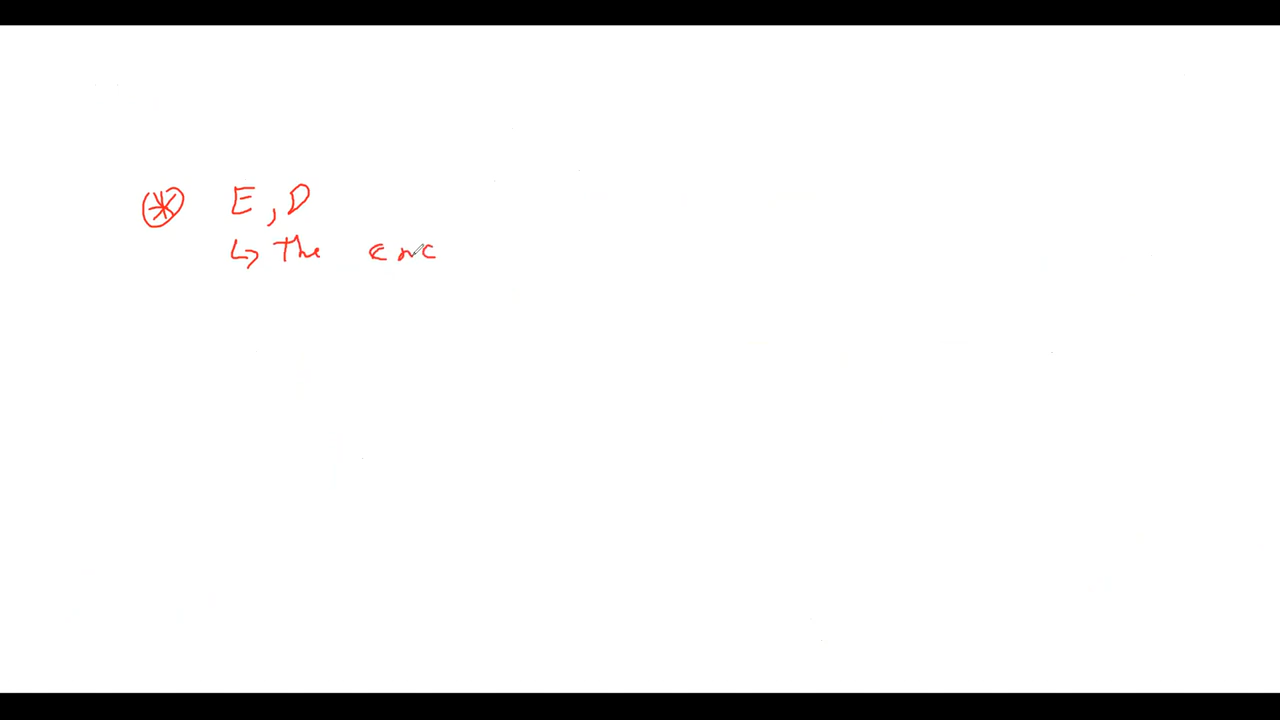 ⊛ E, D
↳ The enc